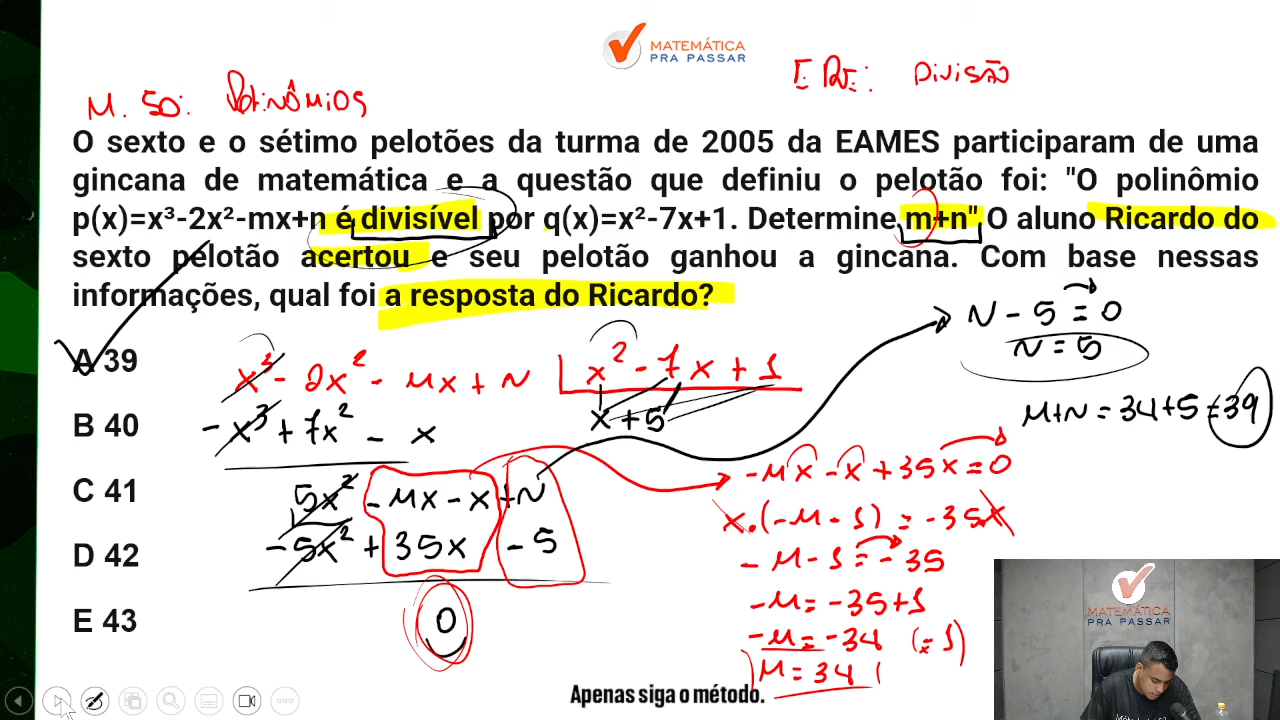 MATEMÁTICA
PRA PASSAR
M. SO: POLINÔMIOS
I RE: DIVISÃO
O sexto e o sétimo pelotões da turma de 2005 da EAMES participaram de uma
gincana de matemática e a questão que definiu o pelotão foi: "O polinômio
p(x)=x³-2x²-mx+n é divisível por q(x)=x²-7x+1. Determine m+n" O aluno Ricardo do
sexto pelotão acertou e seu pelotão ganhou a gincana. Com base nessas
informações, qual foi a resposta do Ricardo?
A 39
B 40
C 41
D 42
E 43
x³ - 2x² - mx + n
x² - 7x + 1
- x³ + 7x² - x
x + 5
5x² - mx - x + n
- 5x² + 35x - 5
0
n - 5 = 0
n = 5
m+n = 34+5 = 39
-mx - x + 35x = 0
x.(-m - 1) = -35x
-m - 1 = -35
-m = -35+1
-m = -34 (x-1)
m = 34
Apenas siga o método.
MATEMÁTICA
PRA PASSAR